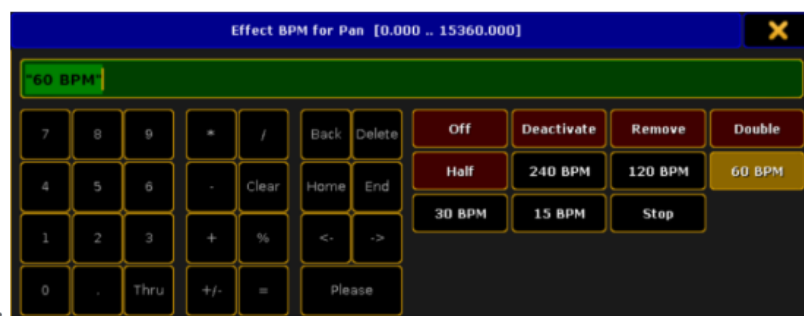 Effect BPM for Pan [0.000 .. 15360.000]
"60 BPM"
7 8 9 * / Back Delete Off Deactivate Remove Double
4 5 6 - Clear Home End Half 240 BPM 120 BPM 60 BPM
1 2 3 + % <- -> 30 BPM 15 BPM Stop
0 . Thru +/- = Please